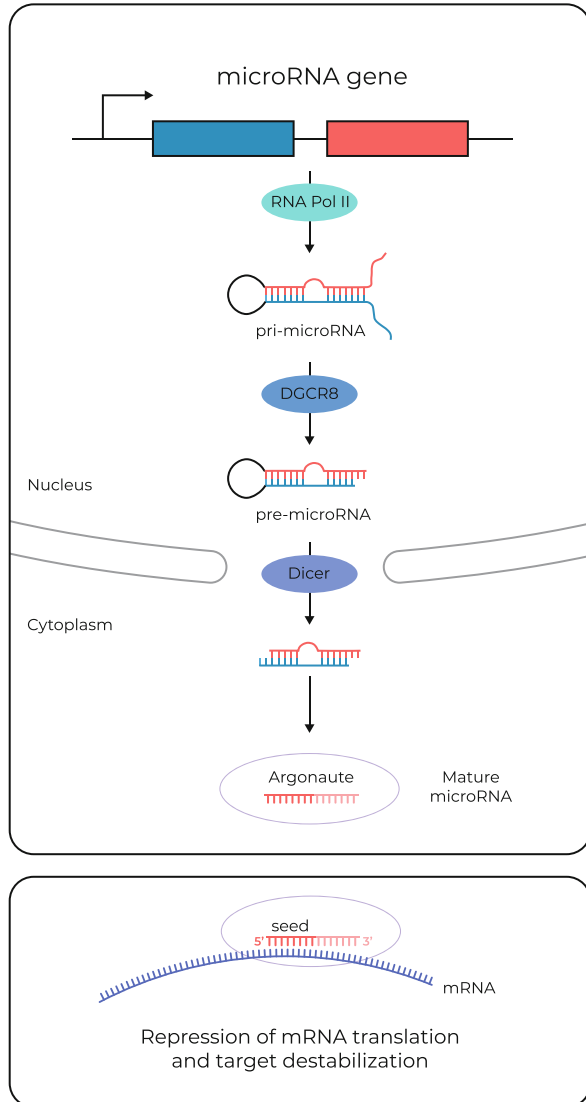 microRNA gene
RNA Pol II
pri-microRNA
DGCR8
Nucleus
pre-microRNA
Dicer
Cytoplasm
Argonaute
Mature
microRNA
seed
5’
3’
mRNA
Repression of mRNA translation
and target destabilization